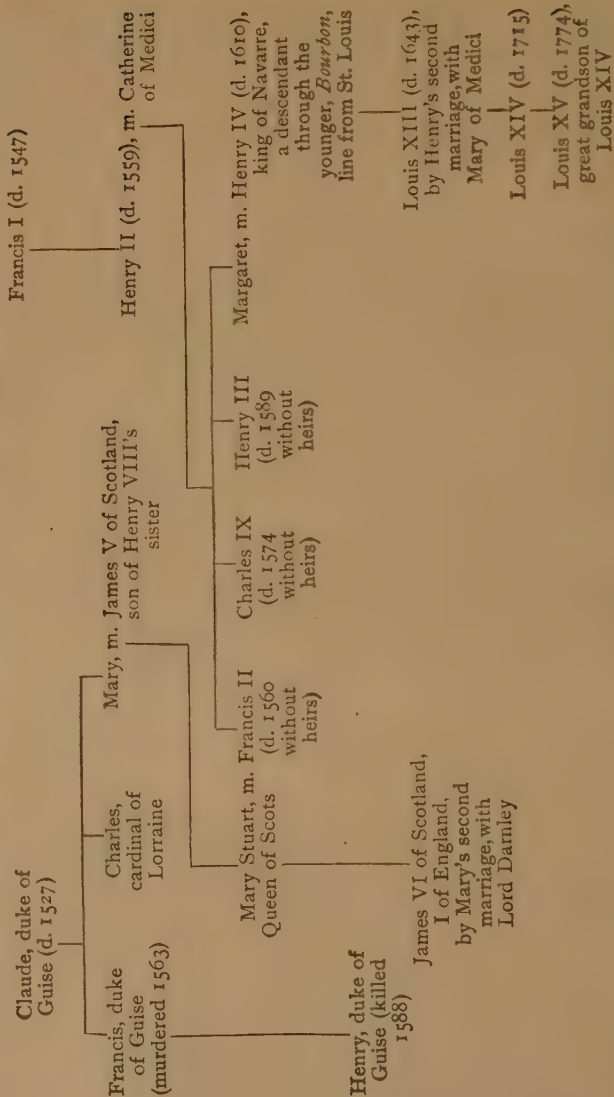 Francis I (d. 1547)
Claude, duke of
Guise (d. 1527)
Francis, duke
of Guise
(murdered 1563)
Charles,
cardinal of
Lorraine
Mary, m. James V of Scotland,
son of Henry VIII's
sister
Henry II (d. 1559), m. Catherine
of Medici
Mary Stuart, m. Francis II
Queen of Scots
(d. 1560
without
heirs)
Charles IX
(d. 1574
without
heirs)
Henry III
(d. 1589
without
heirs)
Margaret, m. Henry IV (d. 1610),
king of Navarre,
a descendant
through the
younger, Bourbon,
line from St. Louis
Henry, duke of
Guise (killed
1588)
James VI of Scotland,
I of England,
by Mary's second
marriage, with
Lord Darnley
Louis XIII (d. 1643),
by Henry's second
marriage, with
Mary of Medici
Louis XIV (d. 1715)
Louis XV (d. 1774),
great grandson of
Louis XIV